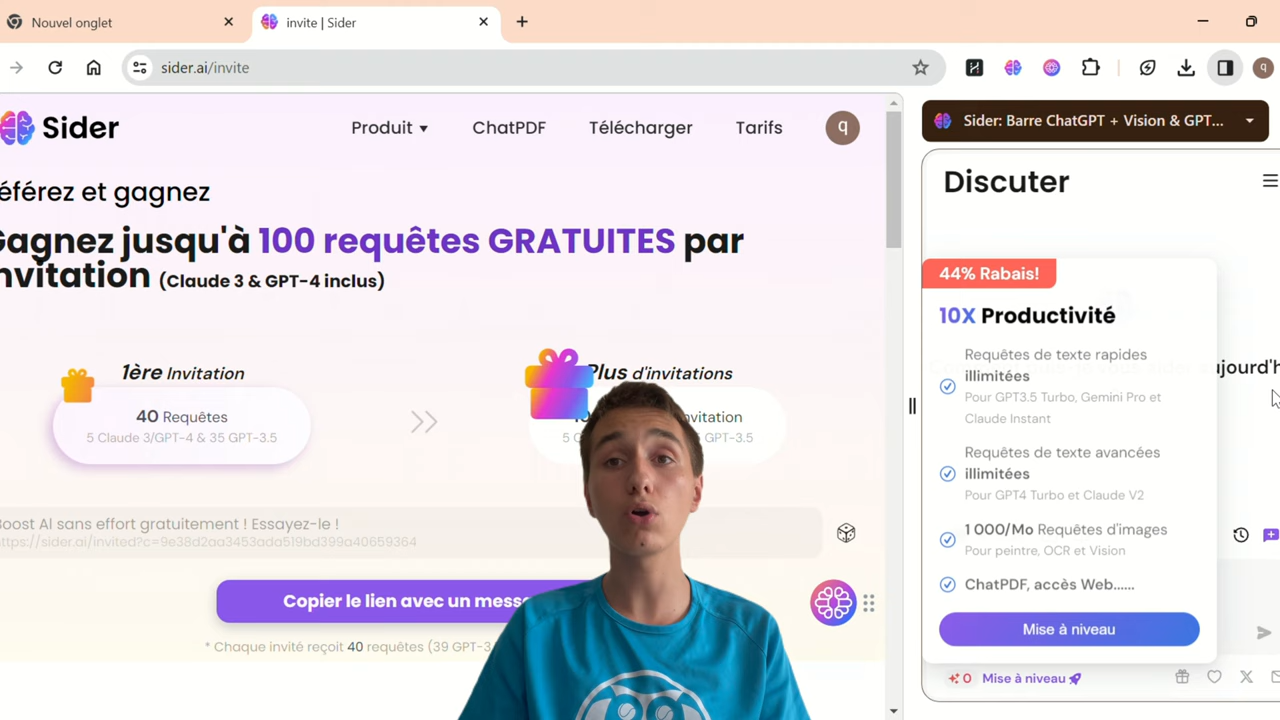 Nouvel onglet
invite | Sider
sider.ai/invite
Sider
Produit
ChatPDF
Télécharger
Tarifs
q
q
éférez et gagnez
Gagnez jusqu'à 100 requêtes GRATUITES par
nvitation (Claude 3 & GPT-4 inclus)
1ère Invitation
40 Requêtes
5 Claude 3/GPT-4 & 35 GPT-3.5
Plus d'invitations
nvitation
GPT-3.5
Boost AI sans effort gratuitement ! Essayez-le !
https://sider.ai/invited?c=9e38d2aa3453ada519bd399a40659364
Copier le lien avec un mess
* Chaque invité reçoit 40 requêtes (39 GPT-3
Sider: Barre ChatGPT + Vision & GPT...
Discuter
44% Rabais!
10X Productivité
Requêtes de texte rapides
illimitées
Pour GPT3.5 Turbo, Gemini Pro et
Claude Instant
ujourd'h
Requêtes de texte avancées
illimitées
Pour GPT4 Turbo et Claude V2
1 000/Mo Requêtes d'images
Pour peintre, OCR et Vision
ChatPDF, accès Web......
Mise à niveau
0 Mise à niveau